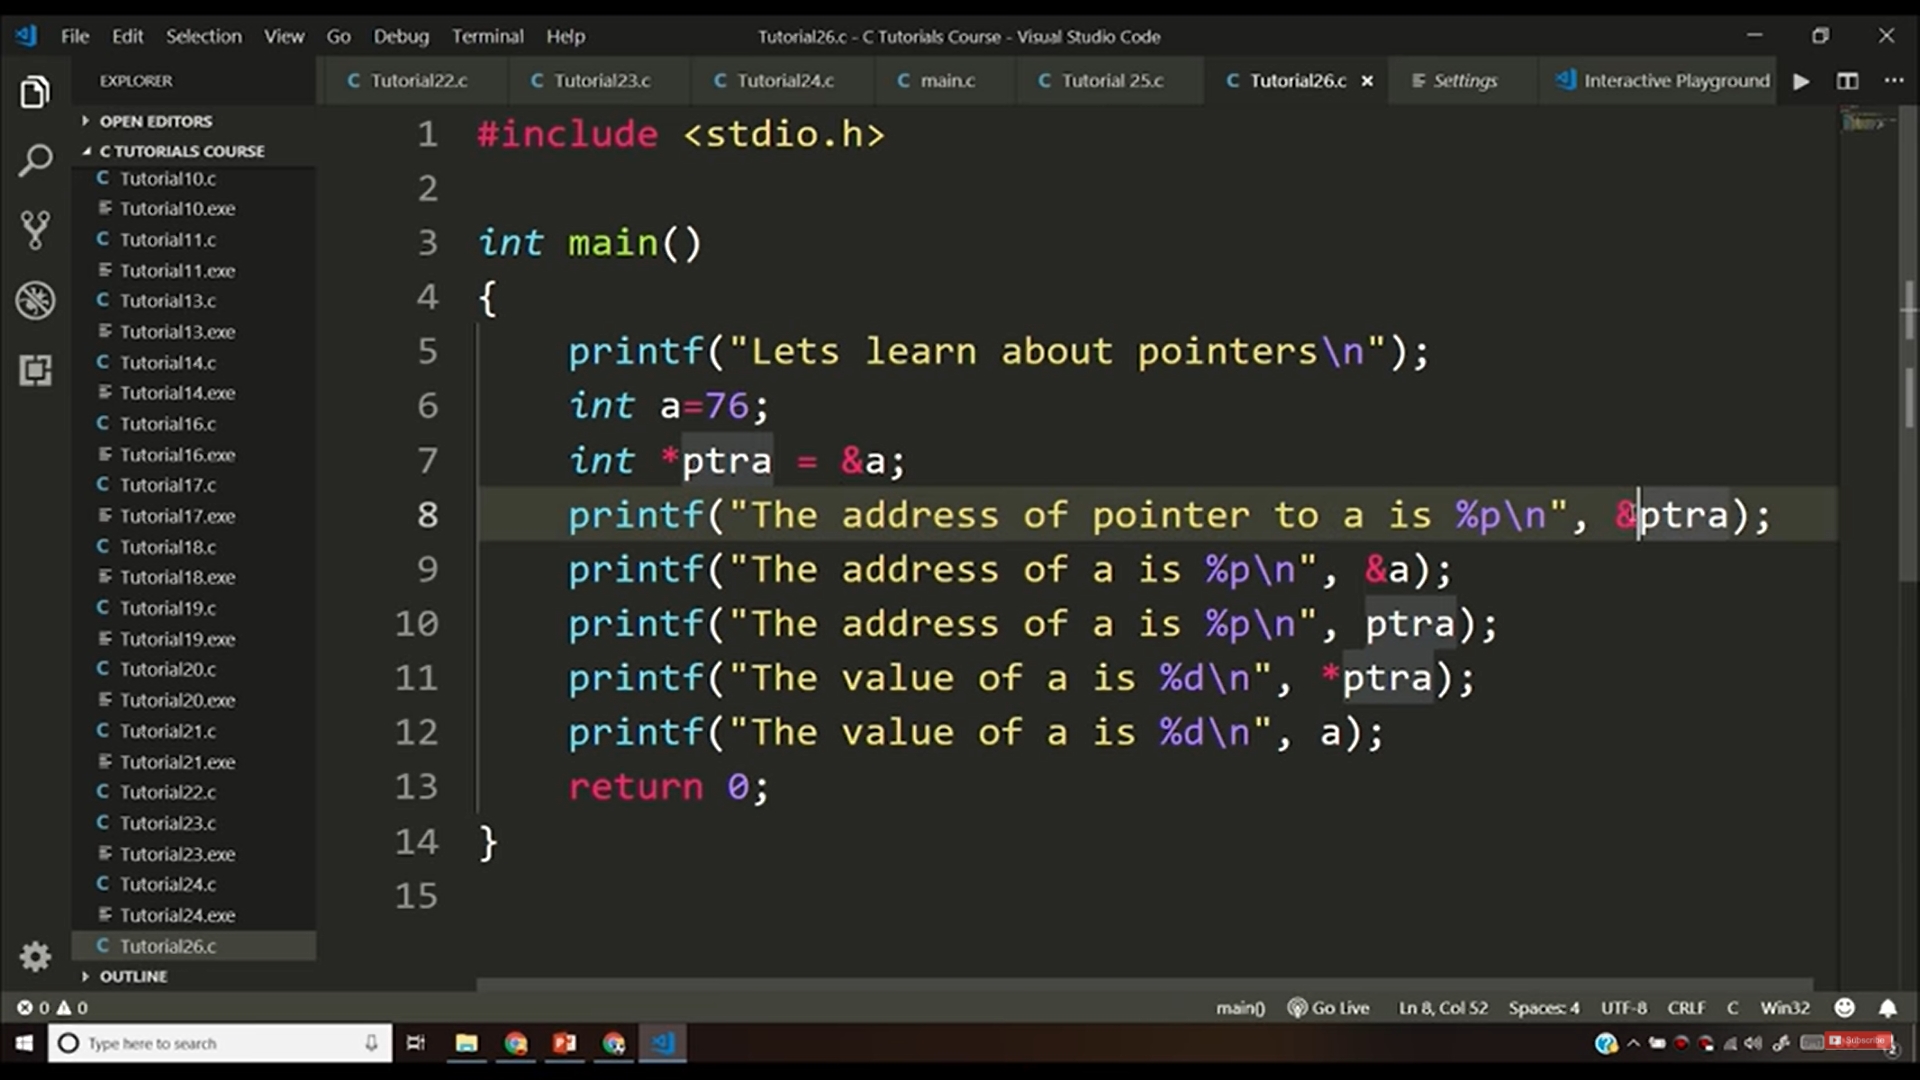 File Edit Selection View Go Debug Terminal Help Tutorial26.c - C Tutorials Course - Visual Studio Code
EXPLORER
Tutorial22.c Tutorial23.c Tutorial24.c main.c Tutorial 25.c Tutorial26.c Settings Interactive Playground
OPEN EDITORS
C TUTORIALS COURSE
Tutorial10.c
Tutorial10.exe
Tutorial11.c
Tutorial11.exe
Tutorial13.c
Tutorial13.exe
Tutorial14.c
Tutorial14.exe
Tutorial16.c
Tutorial16.exe
Tutorial17.c
Tutorial17.exe
Tutorial18.c
Tutorial18.exe
Tutorial19.c
Tutorial19.exe
Tutorial20.c
Tutorial20.exe
Tutorial21.c
Tutorial21.exe
Tutorial22.c
Tutorial23.c
Tutorial23.exe
Tutorial24.c
Tutorial24.exe
Tutorial26.c
OUTLINE
1 #include <stdio.h>
2
3 int main()
4 {
5 printf("Lets learn about pointers\n");
6 int a=76;
7 int *ptra = &a;
8 printf("The address of pointer to a is %p\n", &ptra);
9 printf("The address of a is %p\n", &a);
10 printf("The address of a is %p\n", ptra);
11 printf("The value of a is %d\n", *ptra);
12 printf("The value of a is %d\n", a);
13 return 0;
14 }
15
0 0 main() Go Live Ln 8, Col 52 Spaces: 4 UTF-8 CRLF C Win32
Type here to search
Subscribe